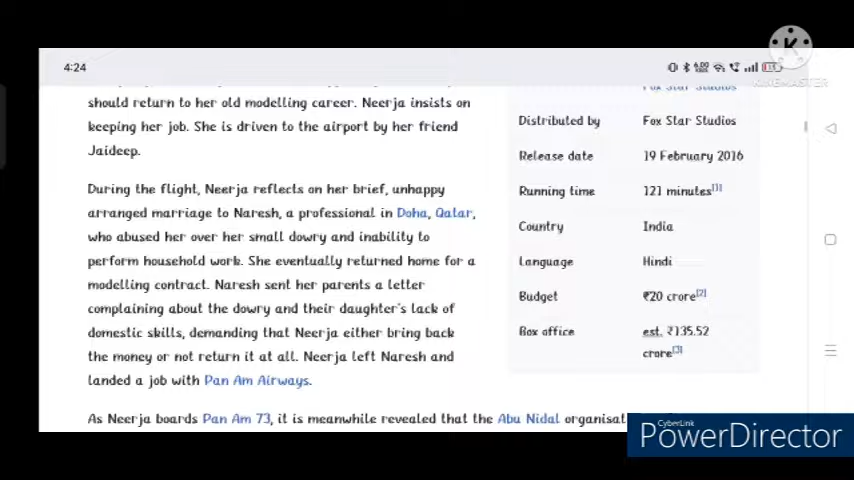 4:24
KINEMASTER
should return to her old modelling career. Neerja insists on
keeping her job. She is driven to the airport by her friend
Jaideep.
During the flight, Neerja reflects on her brief, unhappy
arranged marriage to Naresh, a professional in Doha, Qatar,
who abused her over her small dowry and inability to
perform household work. She eventually returned home for a
modelling contract. Naresh sent her parents a letter
complaining about the dowry and their daughter's lack of
domestic skills, demanding that Neerja either bring back
the money or not return it at all. Neerja left Naresh and
landed a job with Pan Am Airways.
As Neerja boards Pan Am 73, it is meanwhile revealed that the Abu Nidal organisat
Fox Star Studios
Distributed by Fox Star Studios
Release date 19 February 2016
Running time 121 minutes[1]
Country India
Language Hindi
Budget ₹20 crore[2]
Box office est. ₹135.52
crore[3]
CyberLink
PowerDirector